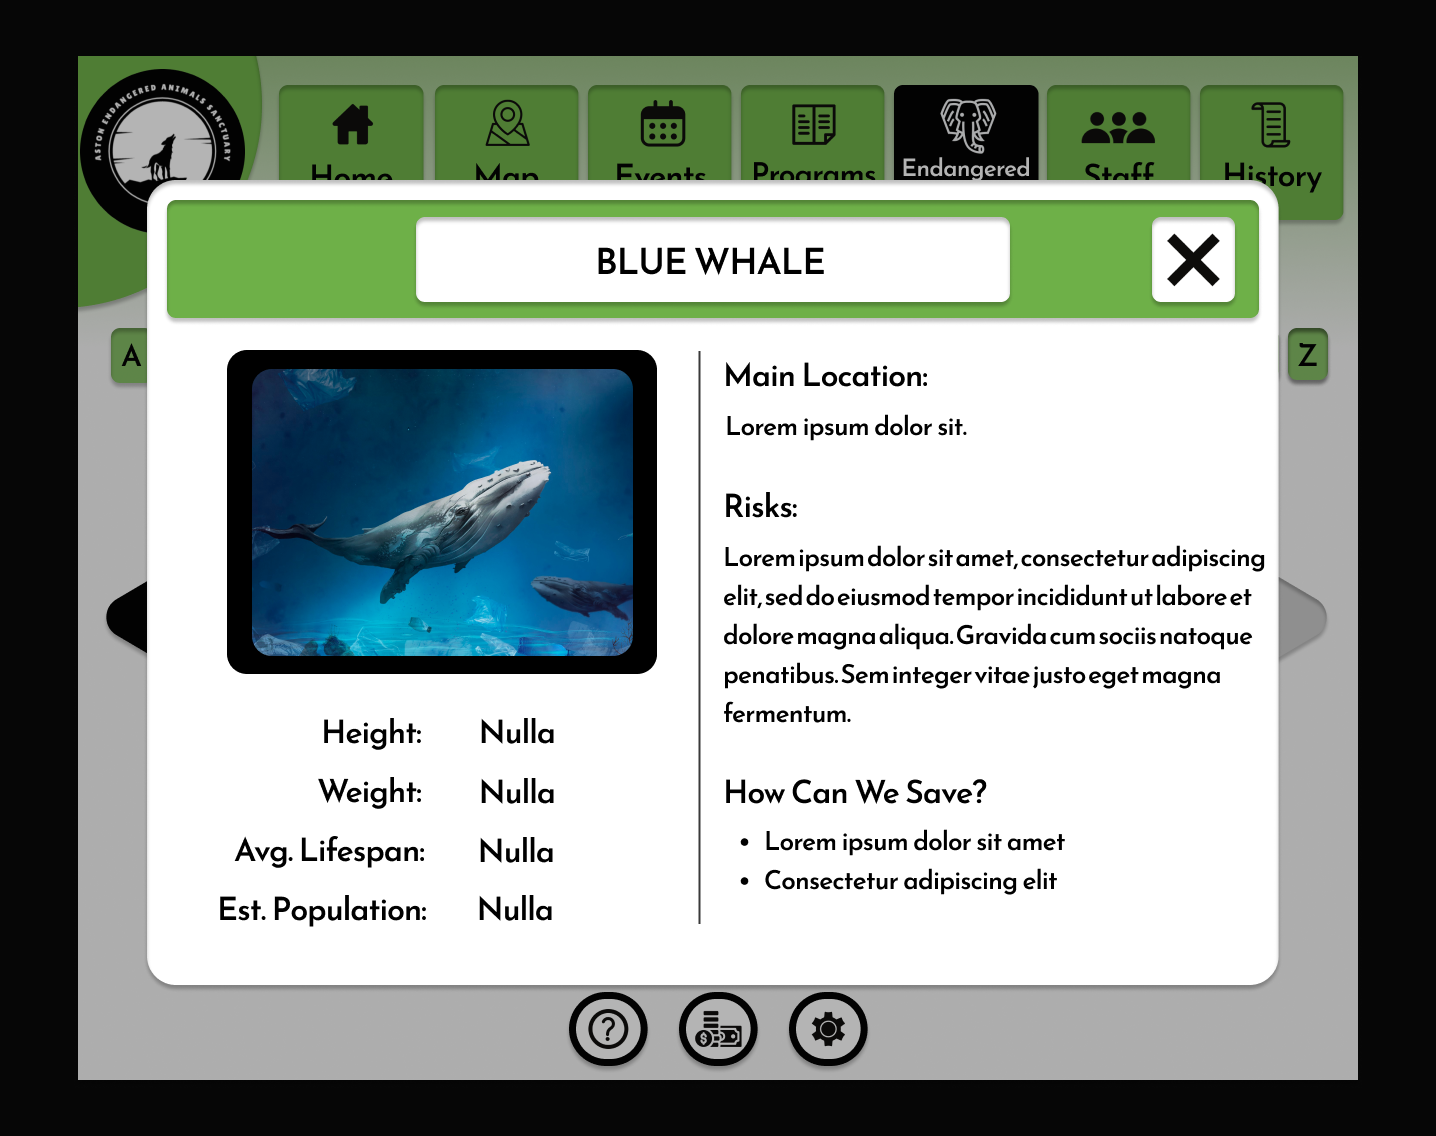 ASTON ENDANGERED ANIMALS SANCTUARY
Home
Map
Events
Programs
Endangered
Staff
History
BLUE WHALE
A
Z
Main Location:
Lorem ipsum dolor sit.
Risks:
Lorem ipsum dolor sit amet, consectetur adipiscing
elit, sed do eiusmod tempor incididunt ut labore et
dolore magna aliqua. Gravida cum sociis natoque
penatibus. Sem integer vitae justo eget magna
fermentum.
Height: Nulla
Weight: Nulla
Avg. Lifespan: Nulla
Est. Population: Nulla
How Can We Save?
• Lorem ipsum dolor sit amet
• Consectetur adipiscing elit